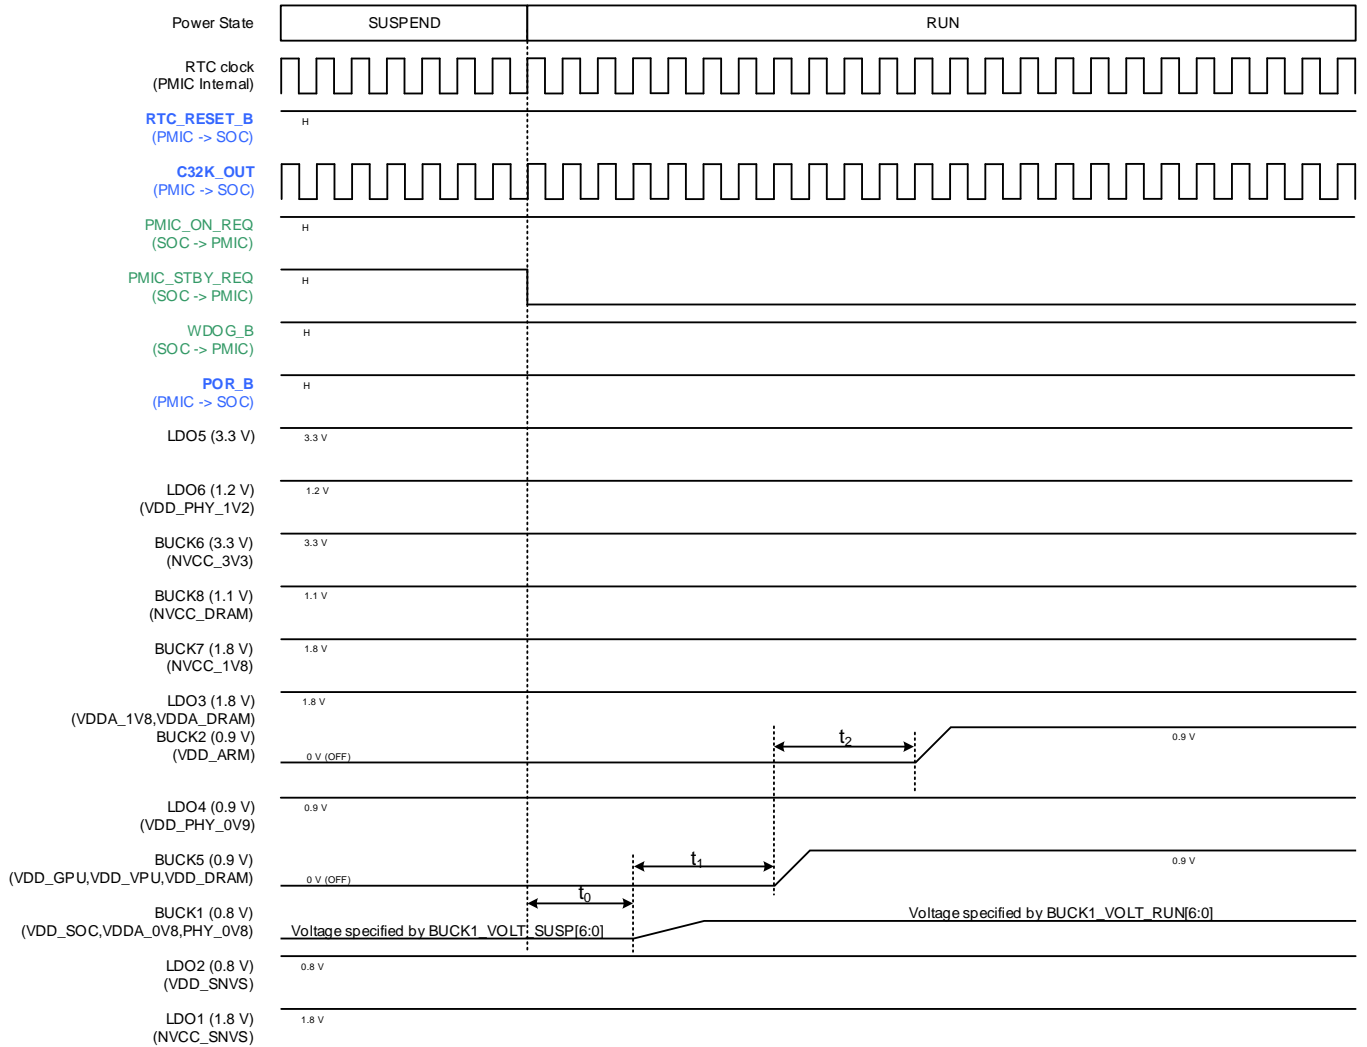 Power State
SUSPEND
RUN
RTC clock
(PMIC Internal)
RTC_RESET_B
(PMIC -> SOC)
H
C32K_OUT
(PMIC -> SOC)
PMIC_ON_REQ
(SOC -> PMIC)
H
PMIC_STBY_REQ
(SOC -> PMIC)
H
WDOG_B
(SOC -> PMIC)
H
POR_B
(PMIC -> SOC)
H
LDO5 (3.3 V)
3.3 V
LDO6 (1.2 V)
(VDD_PHY_1V2)
1.2 V
BUCK6 (3.3 V)
(NVCC_3V3)
3.3 V
BUCK8 (1.1 V)
(NVCC_DRAM)
1.1 V
BUCK7 (1.8 V)
(NVCC_1V8)
1.8 V
LDO3 (1.8 V)
(VDDA_1V8,VDDA_DRAM)
1.8 V
BUCK2 (0.9 V)
(VDD_ARM)
0 V (OFF)
t2
0.9 V
LDO4 (0.9 V)
(VDD_PHY_0V9)
0.9 V
BUCK5 (0.9 V)
(VDD_GPU,VDD_VPU,VDD_DRAM)
0 V (OFF)
t1
0.9 V
t0
BUCK1 (0.8 V)
(VDD_SOC,VDDA_0V8,PHY_0V8)
Voltage specified by BUCK1_VOLT_SUSP[6:0]
Voltage specified by BUCK1_VOLT_RUN[6:0]
LDO2 (0.8 V)
(VDD_SNVS)
0.8 V
LDO1 (1.8 V)
(NVCC_SNVS)
1.8 V